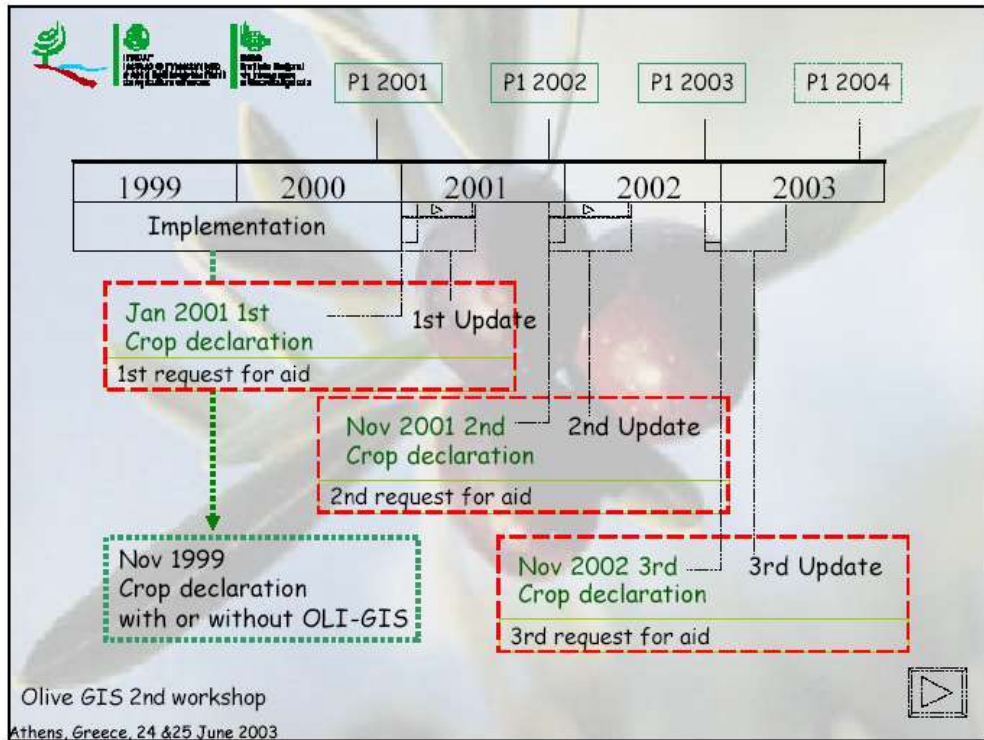 P1 2001
P1 2002
P1 2003
P1 2004
1999
2000
2001
2002
2003
Implementation
Jan 2001 1st
Crop declaration
1st Update
1st request for aid
Nov 2001 2nd
Crop declaration
2nd Update
2nd request for aid
Nov 1999
Crop declaration
with or without OLI-GIS
Nov 2002 3rd
Crop declaration
3rd Update
3rd request for aid
Olive GIS 2nd workshop
Athens, Greece, 24 &25 June 2003